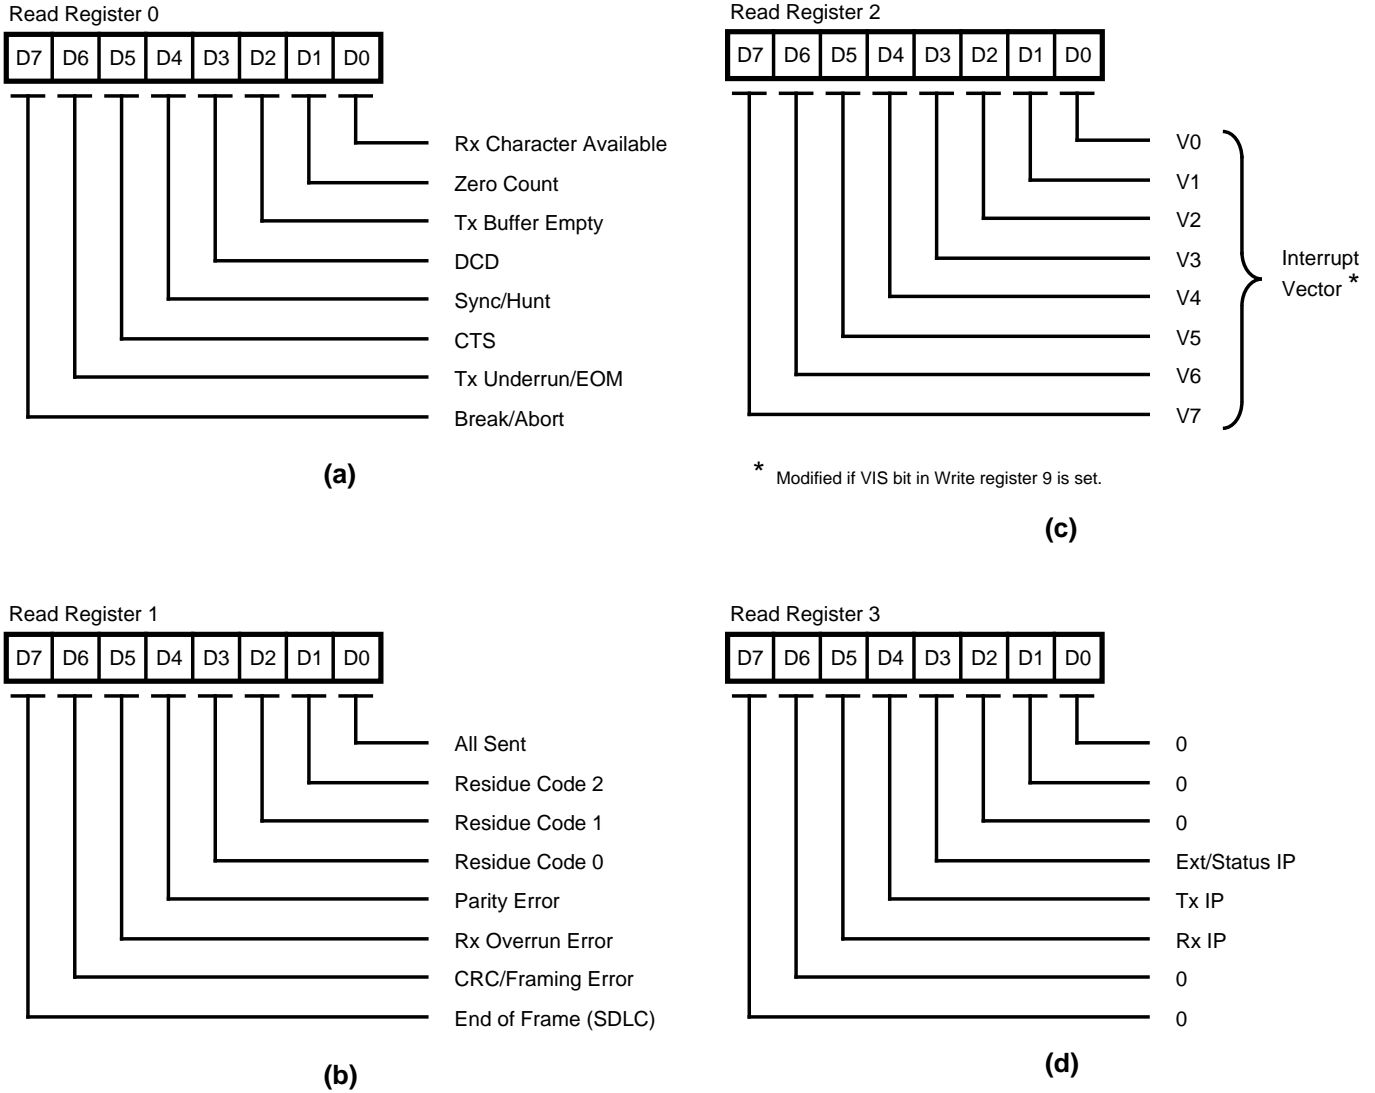 Read Register 0
D7 D6 D5 D4 D3 D2 D1 D0
Rx Character Available
Zero Count
Tx Buffer Empty
DCD
Sync/Hunt
CTS
Tx Underrun/EOM
Break/Abort
(a)
Read Register 2
D7 D6 D5 D4 D3 D2 D1 D0
V0
V1
V2
V3
V4
V5
V6
V7
Interrupt
Vector *
* Modified if VIS bit in Write register 9 is set.
(c)
Read Register 1
D7 D6 D5 D4 D3 D2 D1 D0
All Sent
Residue Code 2
Residue Code 1
Residue Code 0
Parity Error
Rx Overrun Error
CRC/Framing Error
End of Frame (SDLC)
(b)
Read Register 3
D7 D6 D5 D4 D3 D2 D1 D0
0
0
0
Ext/Status IP
Tx IP
Rx IP
0
0
(d)